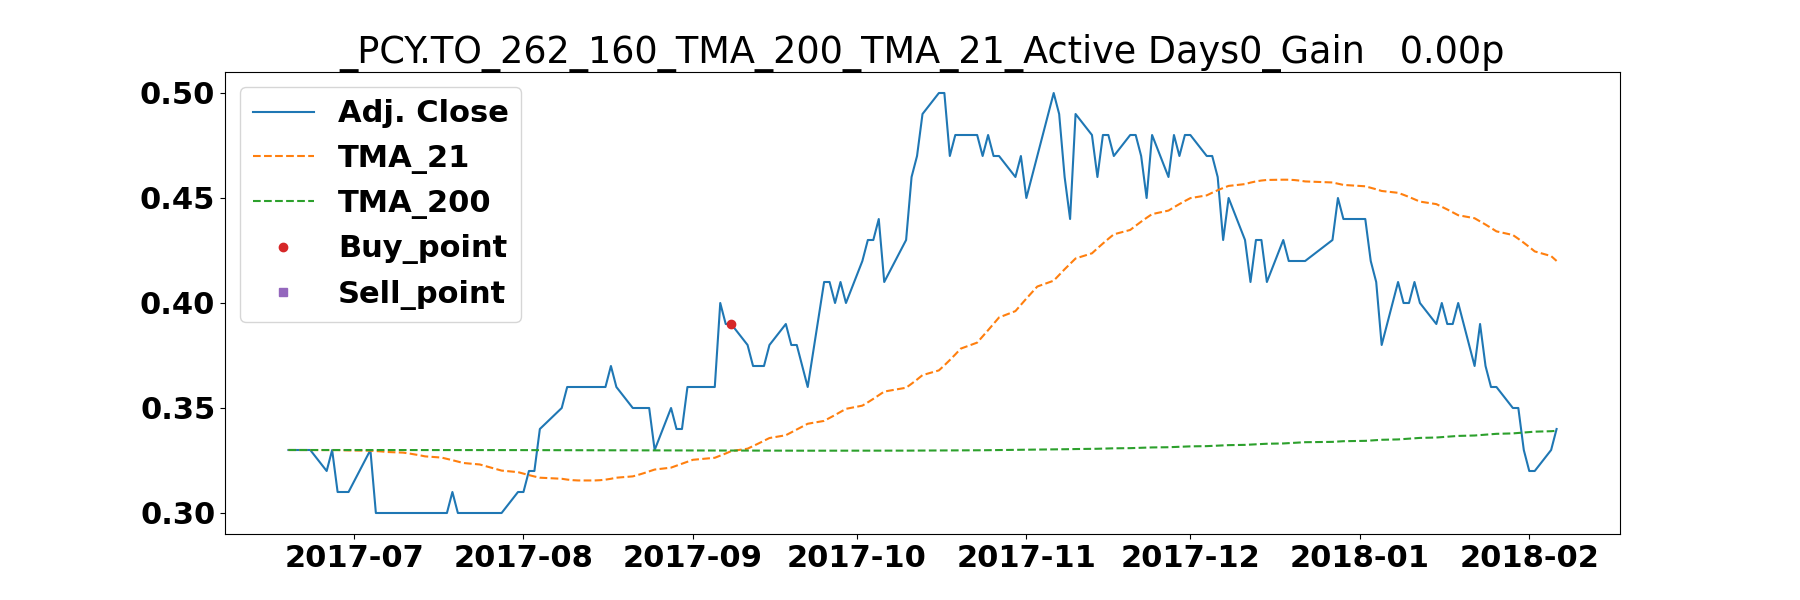 _PCY.TO_262_160_TMA_200_TMA_21_Active Days0_Gain   0.00p
0.50
0.45
0.40
0.35
0.30
Adj. Close
TMA_21
TMA_200
Buy_point
Sell_point
2017-07 2017-08 2017-09 2017-10 2017-11 2017-12 2018-01 2018-02